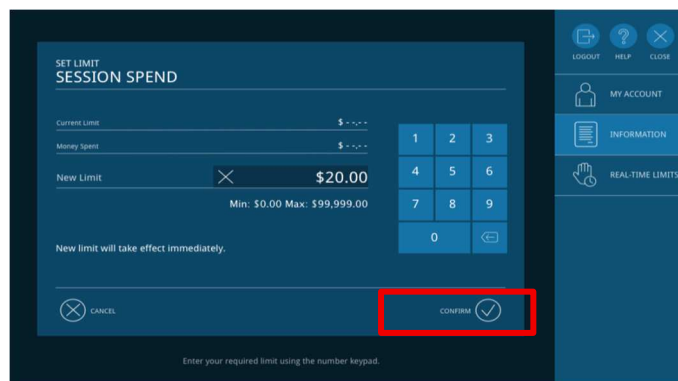 SET LIMIT
SESSION SPEND
Current Limit $ --.--
Money Spent $ --.--
New Limit $20.00
Min: $0.00 Max: $99,999.00
New limit will take effect immediately.
1 2 3
4 5 6
7 8 9
0
CANCEL
CONFIRM
Enter your required limit using the number keypad.
LOGOUT HELP CLOSE
MY ACCOUNT
INFORMATION
REAL-TIME LIMITS